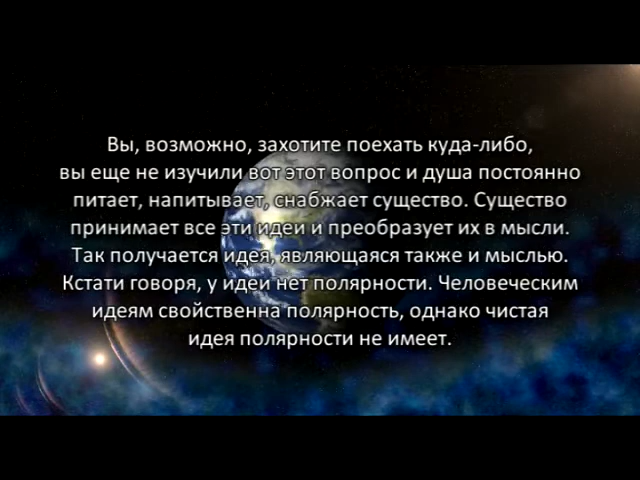 Вы, возможно, захотите поехать куда-либо,
вы еще не изучили вот этот вопрос и душа постоянно
питает, напитывает, снабжает существо. Существо
принимает все эти идеи и преобразует их в мысли.
Так получается идея, являющаяся также и мыслью.
Кстати говоря, у идеи нет полярности. Человеческим
идеям свойственна полярность, однако чистая
идея полярности не имеет.